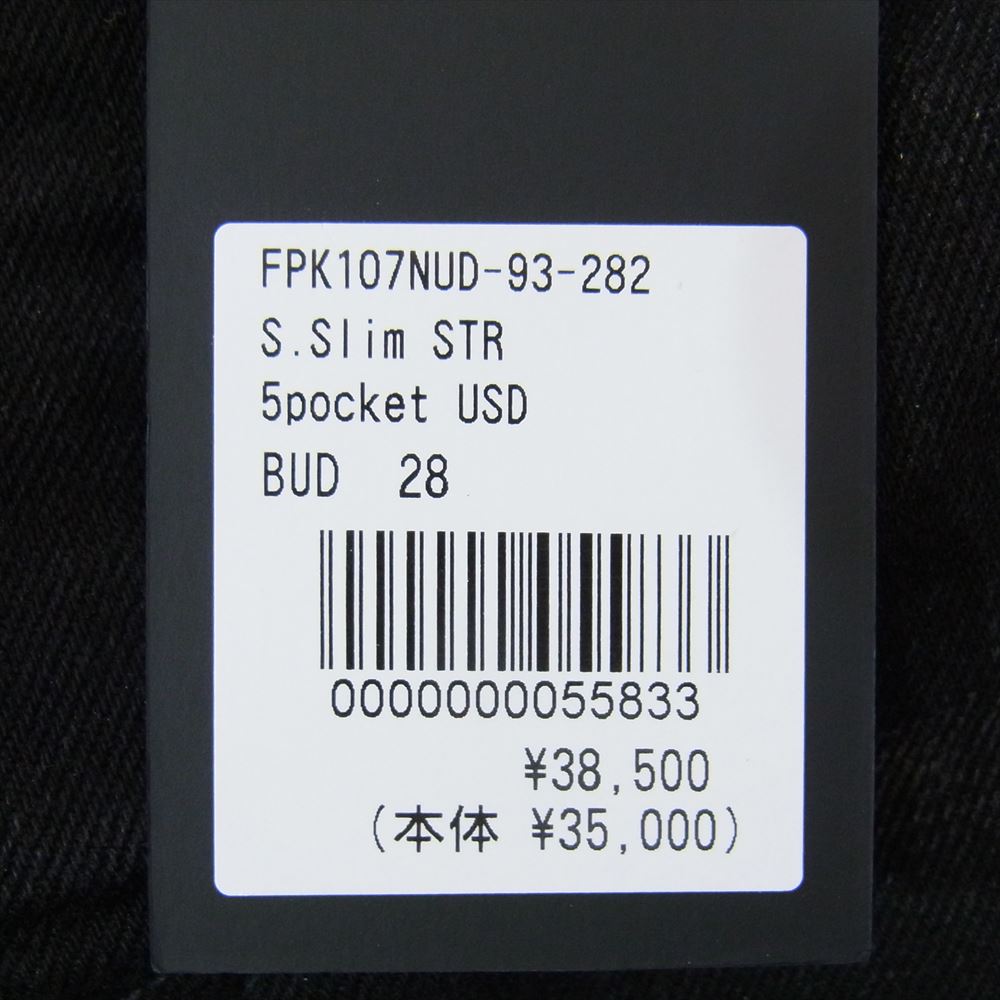 FPK107NUD-93-282
S.Slim STR
5pocket USD
BUD 28
0000000055833
¥38,500
(本体 ¥35,000)